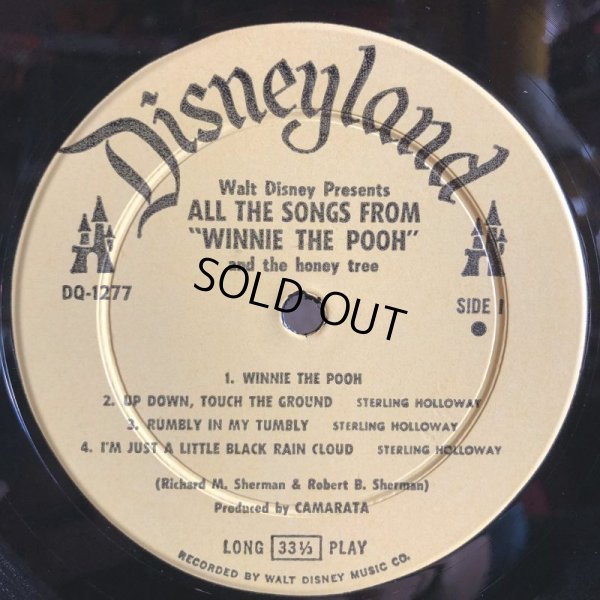 Disneyland
Walt Disney Presents
ALL THE SONGS FROM
"WINNIE THE POOH"
and the honey tree
DQ-1277
SIDE I
SOLD OUT
1. WINNIE THE POOH
2. UP DOWN, TOUCH THE GROUND STERLING HOLLOWAY
3. RUMBLY IN MY TUMBLY STERLING HOLLOWAY
4. I'M JUST A LITTLE BLACK RAIN CLOUD STERLING HOLLOWAY
(Richard M. Sherman & Robert B. Sherman)
Produced by CAMARATA
LONG 33⅓ PLAY
RECORDED BY WALT DISNEY MUSIC CO.